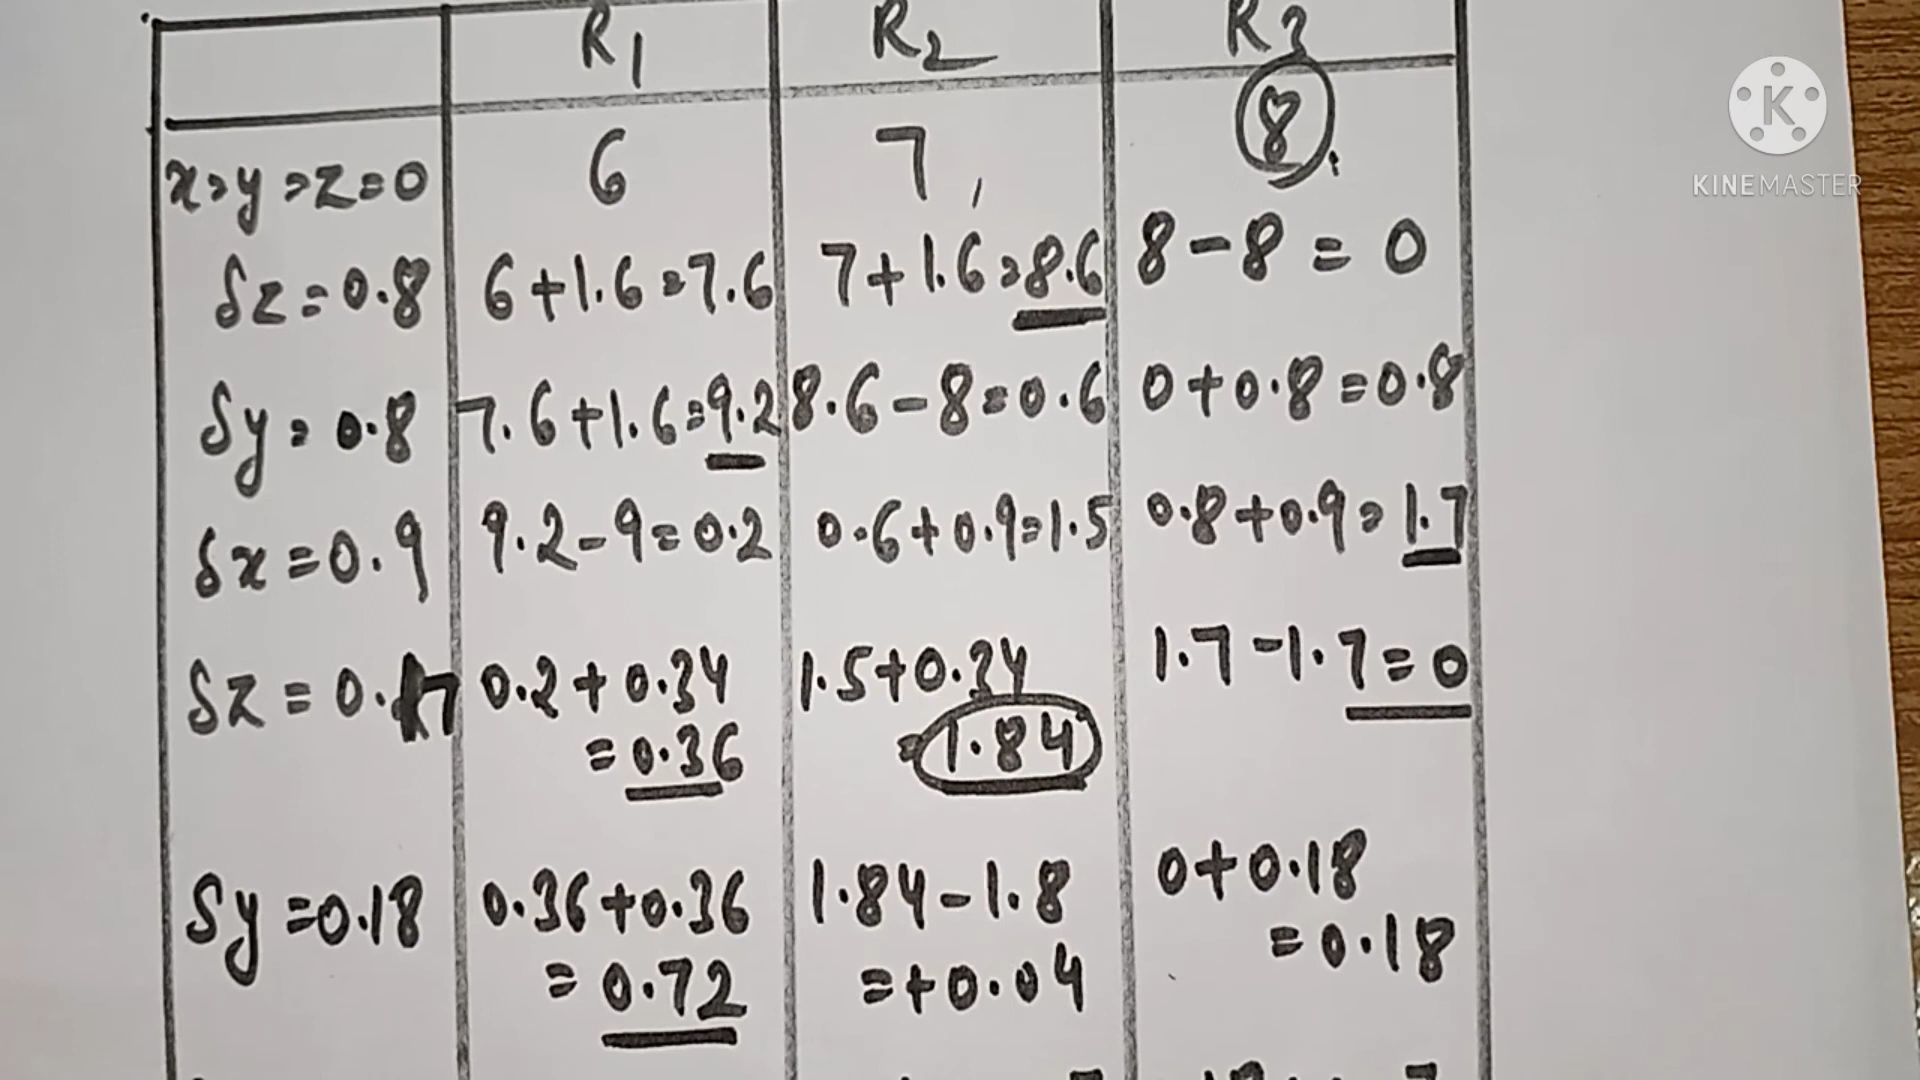 R1 R2 R3
x=y=z=0 6 7, 8.
δz=0.8 6+1.6=7.6 7+1.6=8.6 8-8=0
δy=0.8 7.6+1.6=9.2 8.6-8=0.6 0+0.8=0.8
δx=0.9 9.2-9=0.2 0.6+0.9=1.5 0.8+0.9=1.7
δz=0.17 0.2+0.34 1.5+0.34 1.7-1.7=0
=0.36 =1.84
δy=0.18 0.36+0.36 1.84-1.8 0+0.18
=0.72 =+0.04 =0.18
K
KINEMASTER